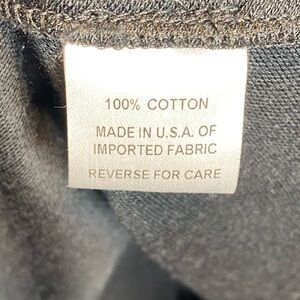 100% COTTON
MADE IN U.S.A. OF
IMPORTED FABRIC
REVERSE FOR CARE